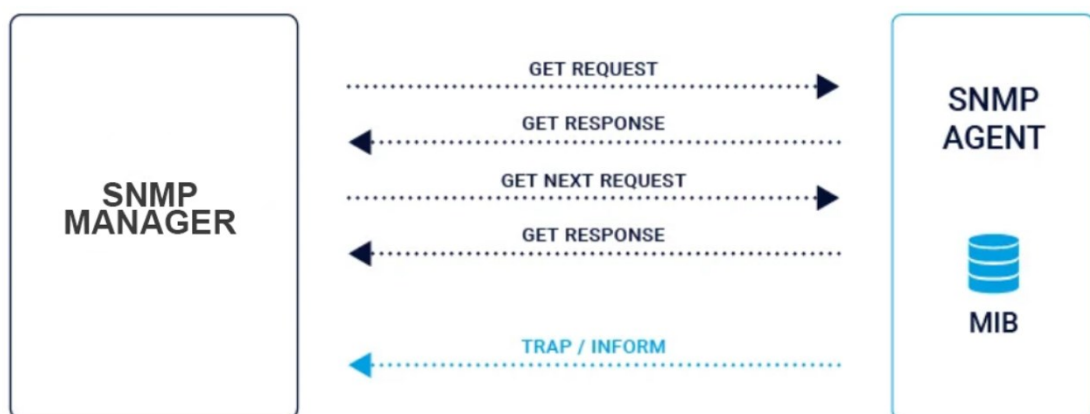 GET REQUEST
GET RESPONSE
GET NEXT REQUEST
GET RESPONSE
TRAP / INFORM
SNMP
MANAGER
SNMP
AGENT
MIB